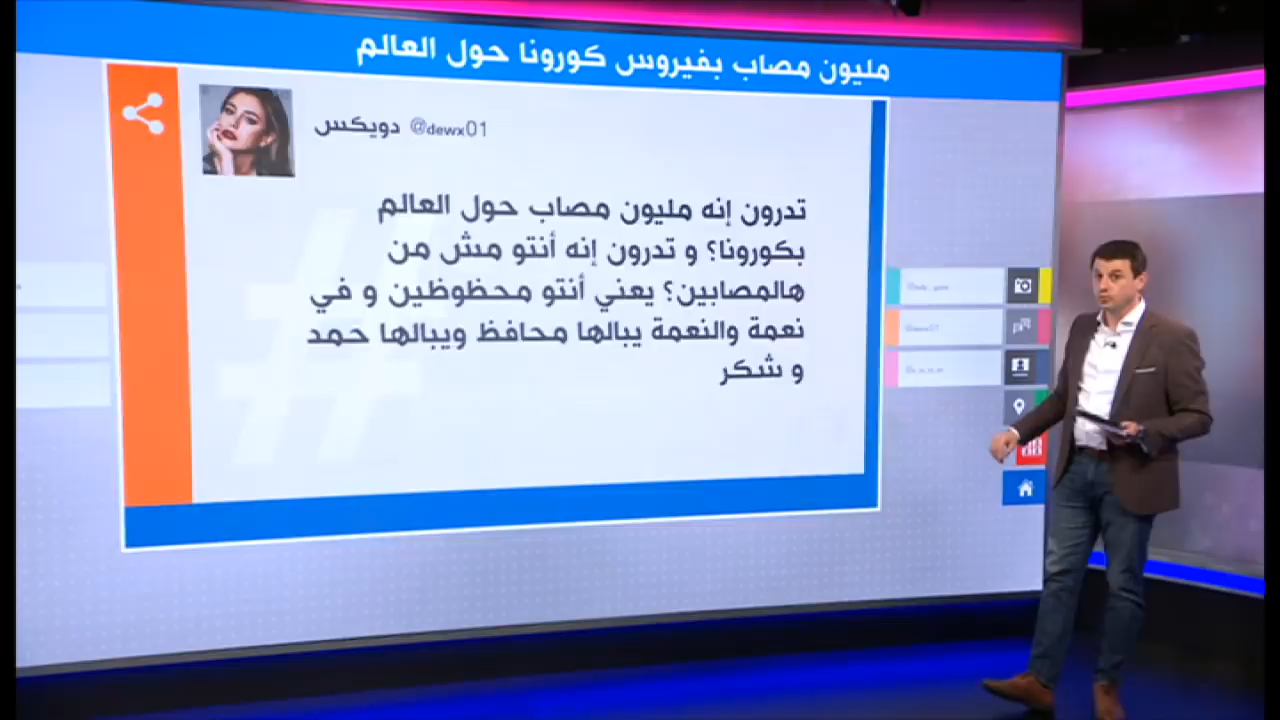 مليون مصاب بفيروس كورونا حول العالم
دويكس @dewx01
تدرون إنه مليون مصاب حول العالم
بكورونا؟ و تدرون إنه أنتو مش من
هالمصابين؟ يعني أنتو محظوظين و في
نعمة والنعمة يبالها محافظ ويبالها حمد
و شكر
@dewx01